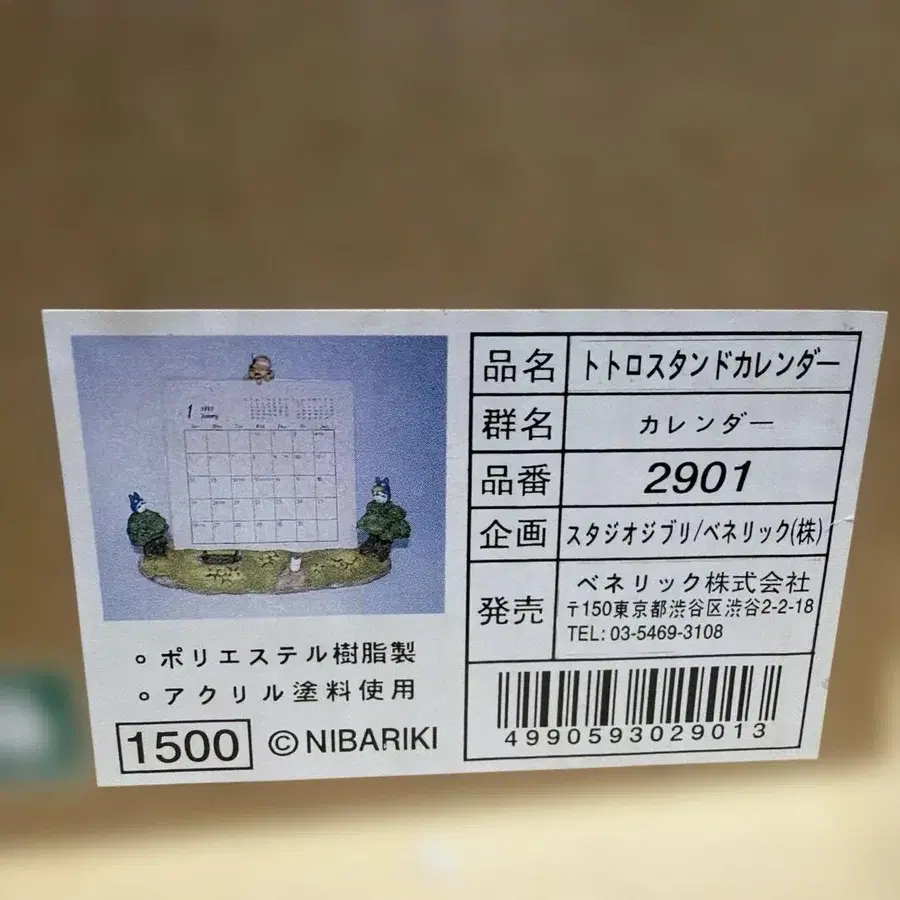 1 1997
January
。ポリエステル樹脂製
。アクリル塗料使用
1500 ©NIBARIKI
品名 トトロスタンドカレンダー
群名 カレンダー
品番 2901
企画 スタジオジブリ/ベネリック(株)
発売 ベネリック株式会社
〒150東京都渋谷区渋谷2-2-18
TEL: 03-5469-3108
4990593029013